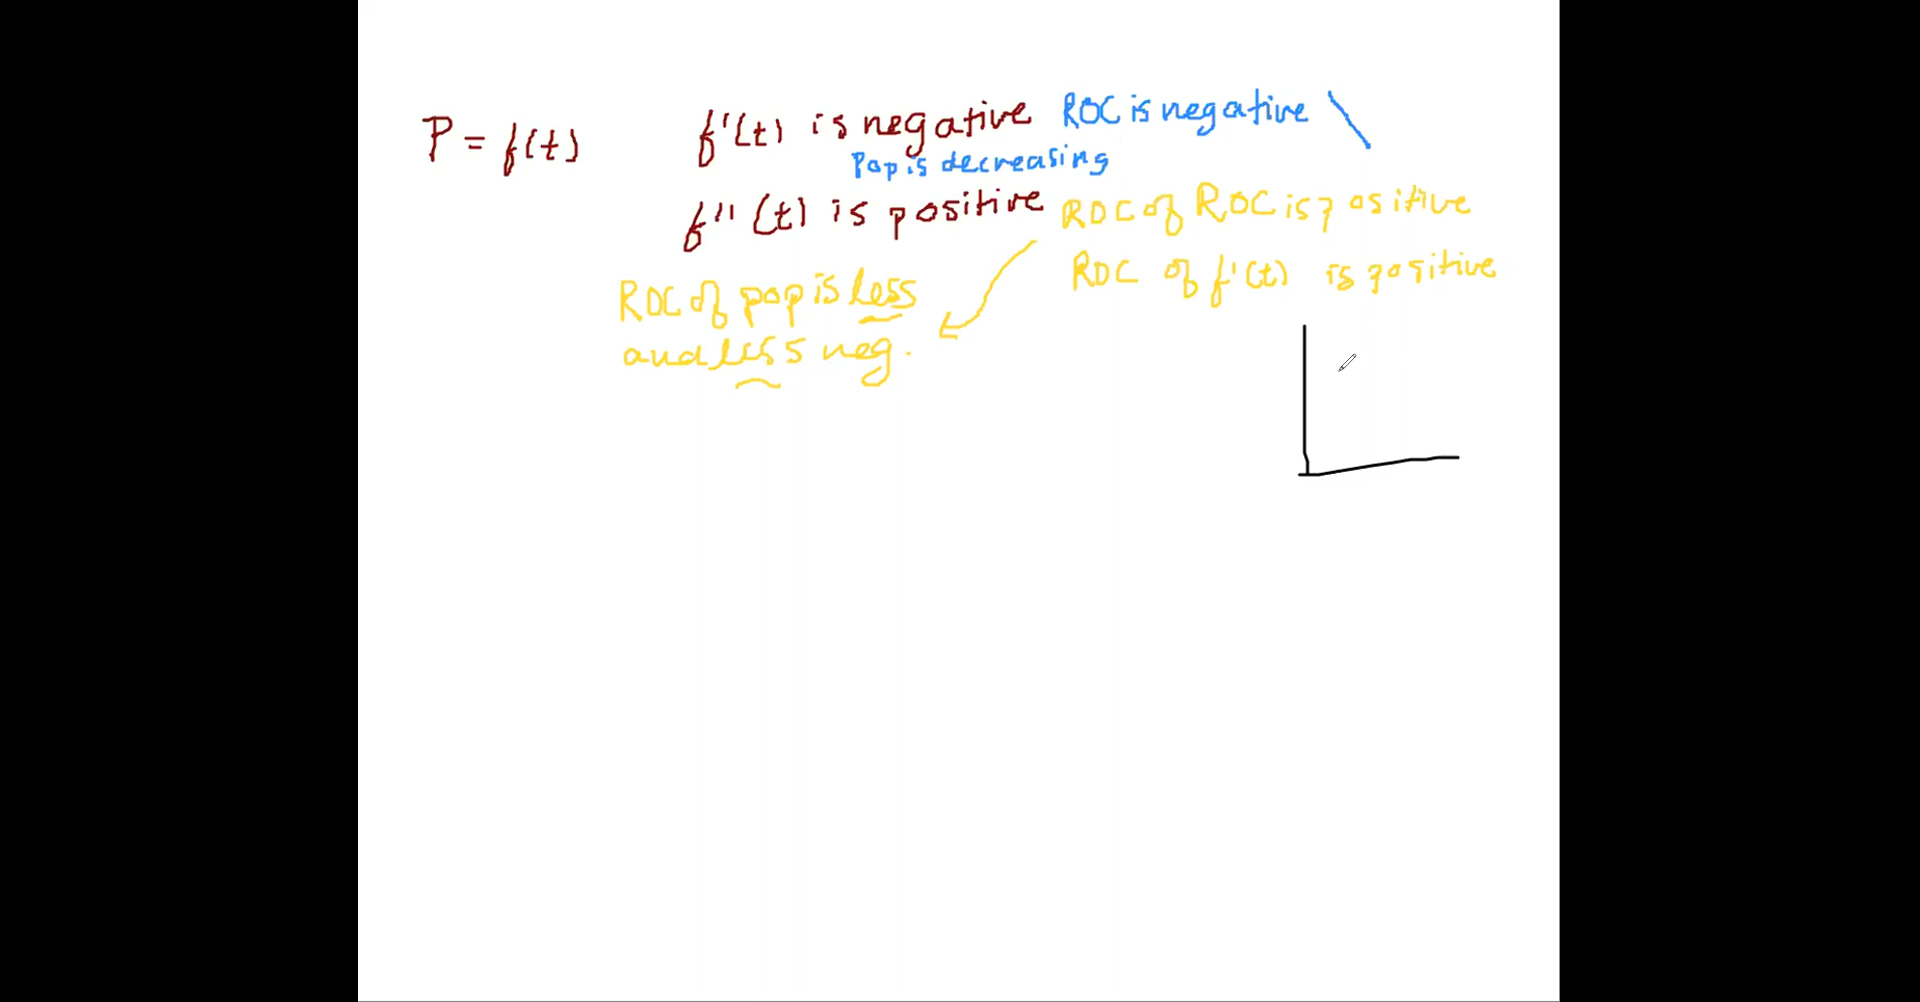 P = f(t)
f'(t) is negative ROC is negative
Pop is decreasing
f''(t) is positive ROC of ROC is positive
ROC of f'(t) is positive
ROC of pop is less
and less neg.